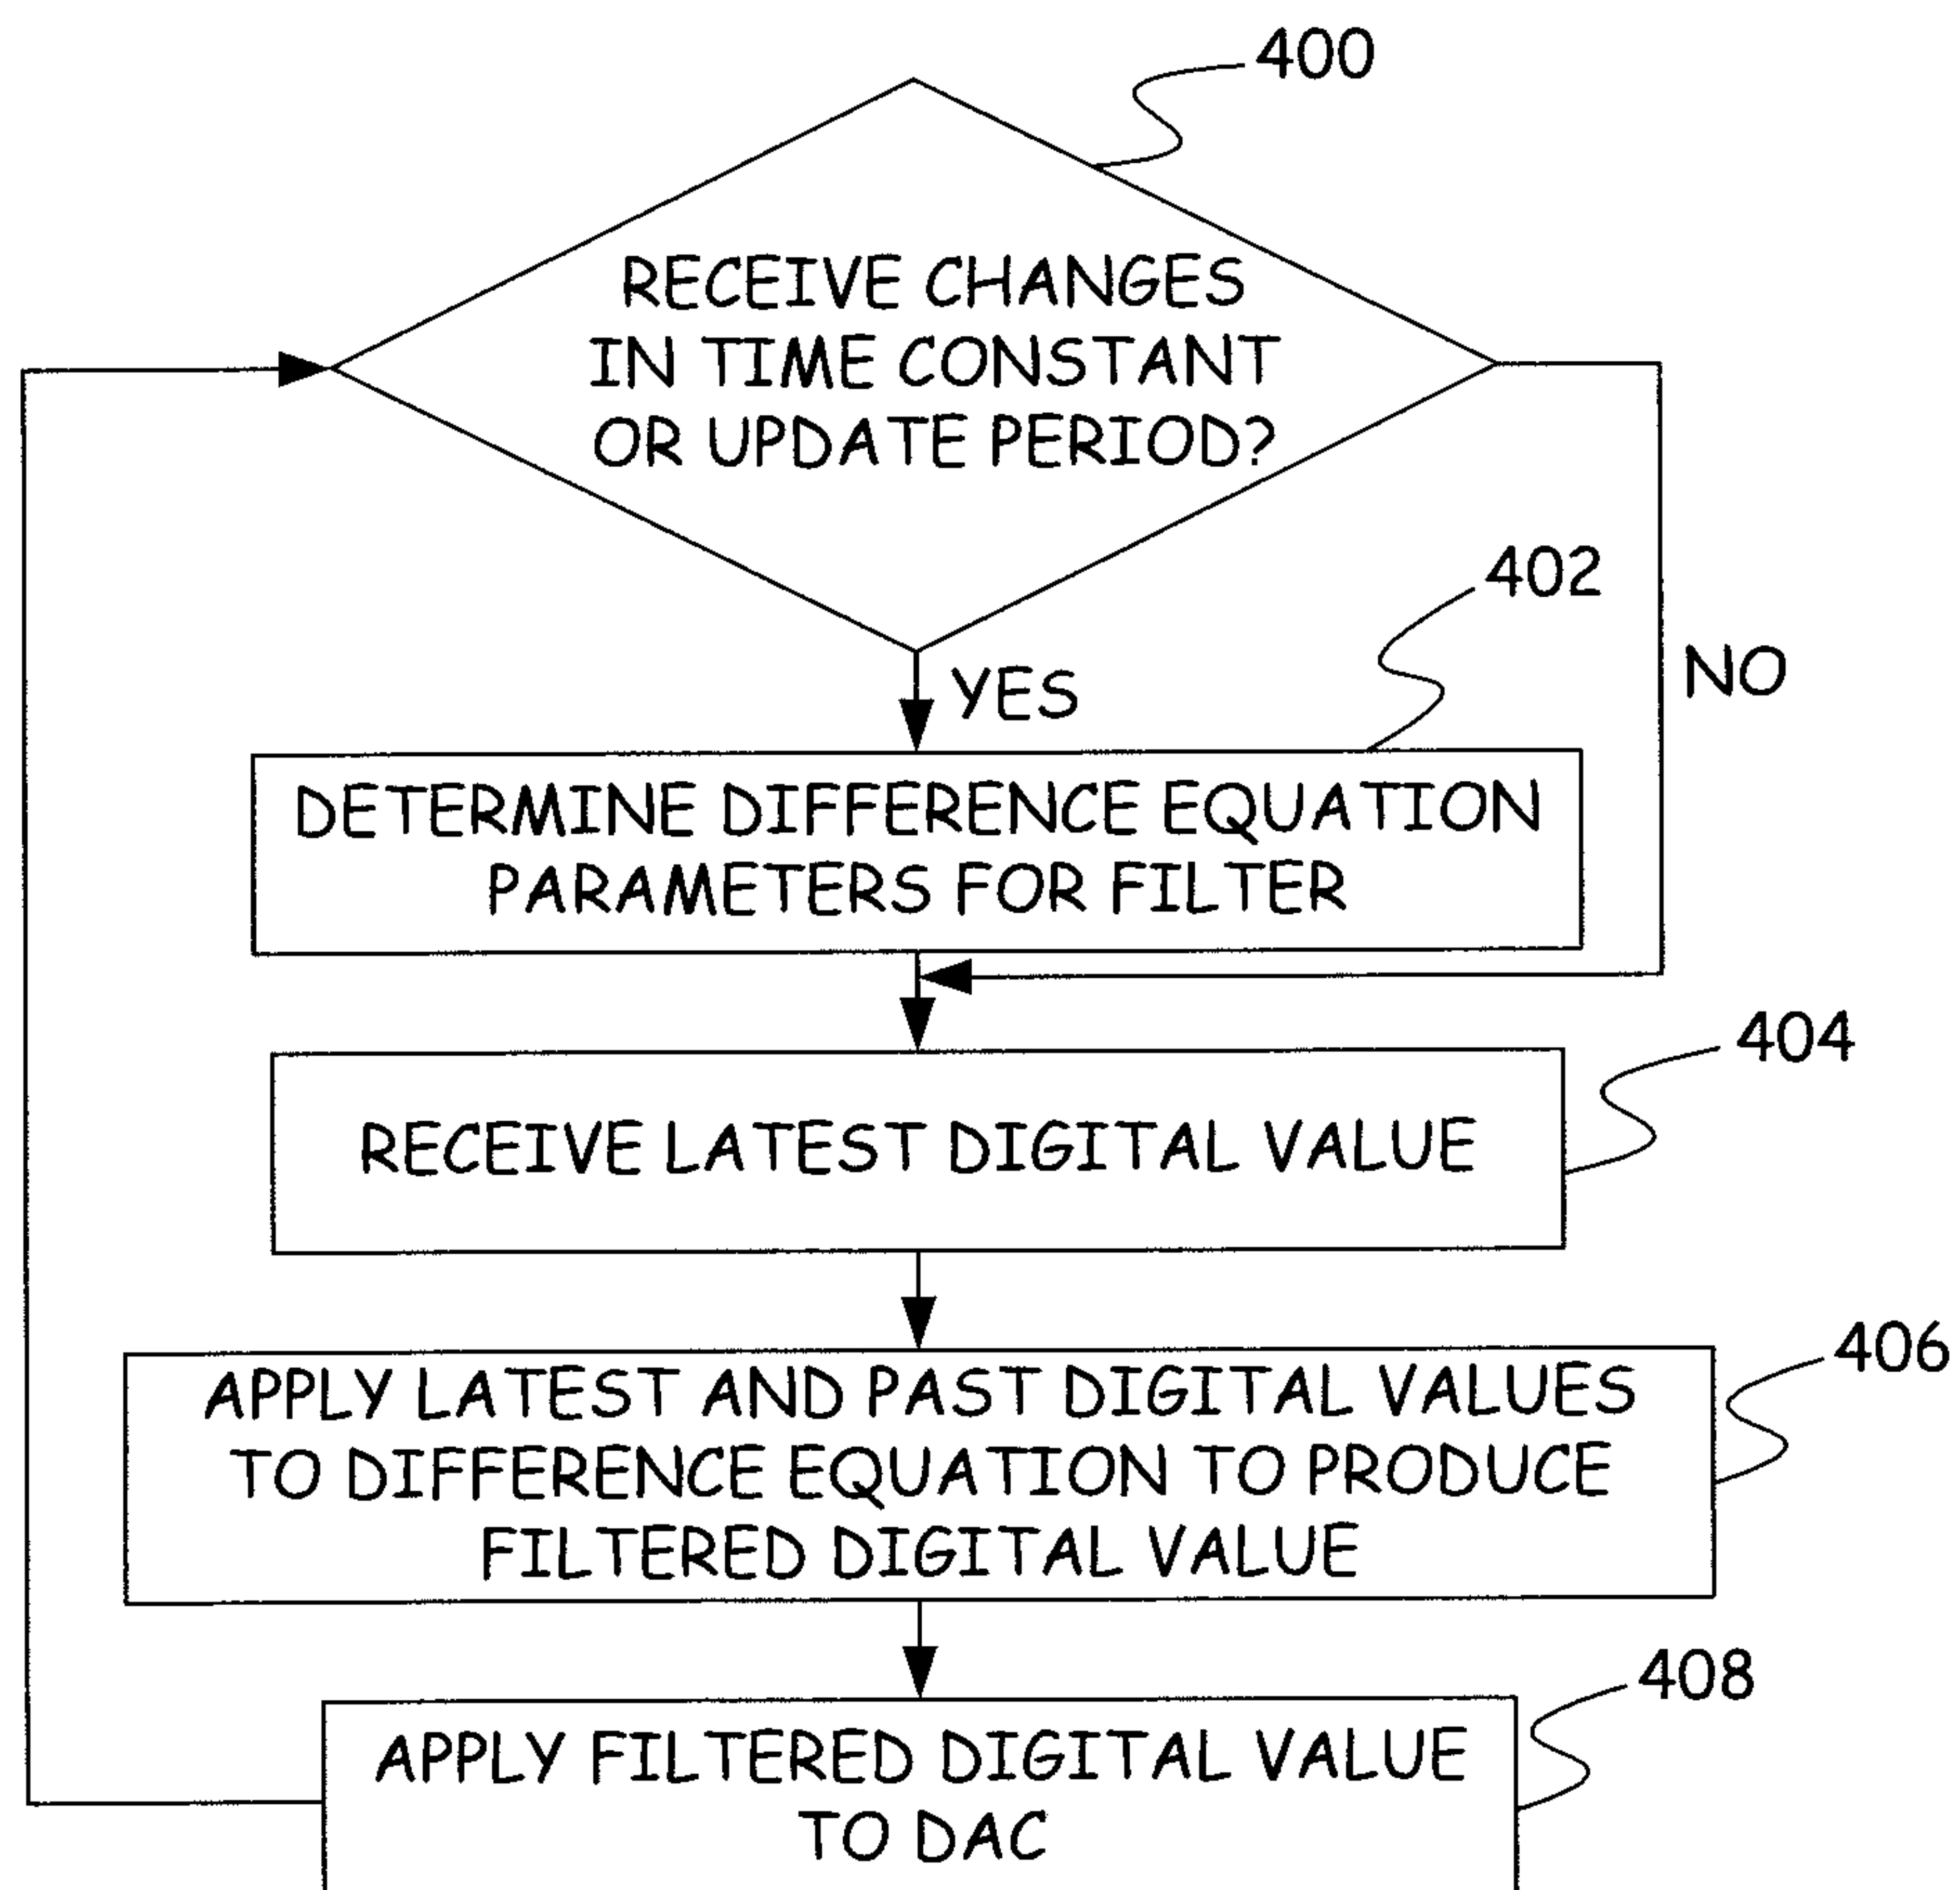 400
RECEIVE CHANGES
IN TIME CONSTANT
OR UPDATE PERIOD?
402
NO
YES
DETERMINE DIFFERENCE EQUATION
PARAMETERS FOR FILTER
404
RECEIVE LATEST DIGITAL VALUE
406
APPLY LATEST AND PAST DIGITAL VALUES
TO DIFFERENCE EQUATION TO PRODUCE
FILTERED DIGITAL VALUE
408
APPLY FILTERED DIGITAL VALUE
TO DAC